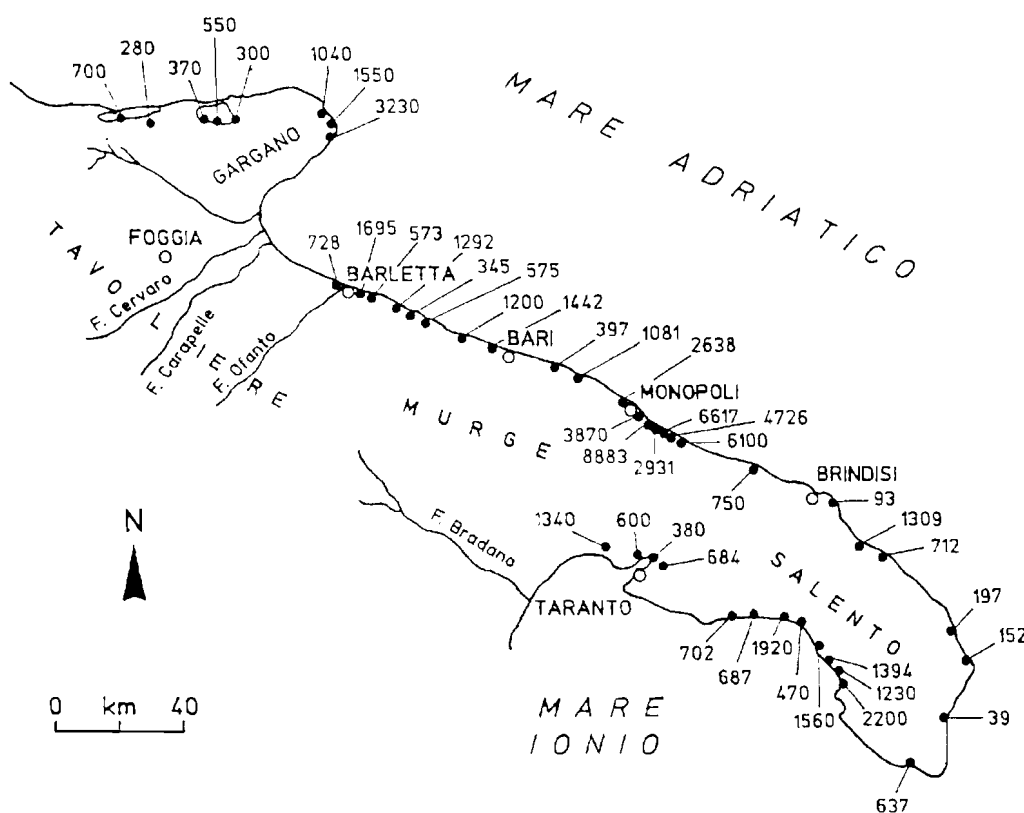 550
280
300
1040
700
370
1550
3230
MARE ADRIATICO
GARGANO
TAVOLIERE
FOGGIA
1695
573
1292
728
BARLETTA
345
575
F. Cervaro
1200
1442
F. Carapelle
F. Ofanto
BARI
397
1081
2638
MURGE
MONOPOLI
3870
6617
4726
8883
6100
2931
BRINDISI
750
93
N
F. Bradano
1340
600
380
1309
684
712
SALENTO
TARANTO
197
702
687
1920
152
470
1394
1230
1560
2200
39
0 km 40
MARE
IONIO
637